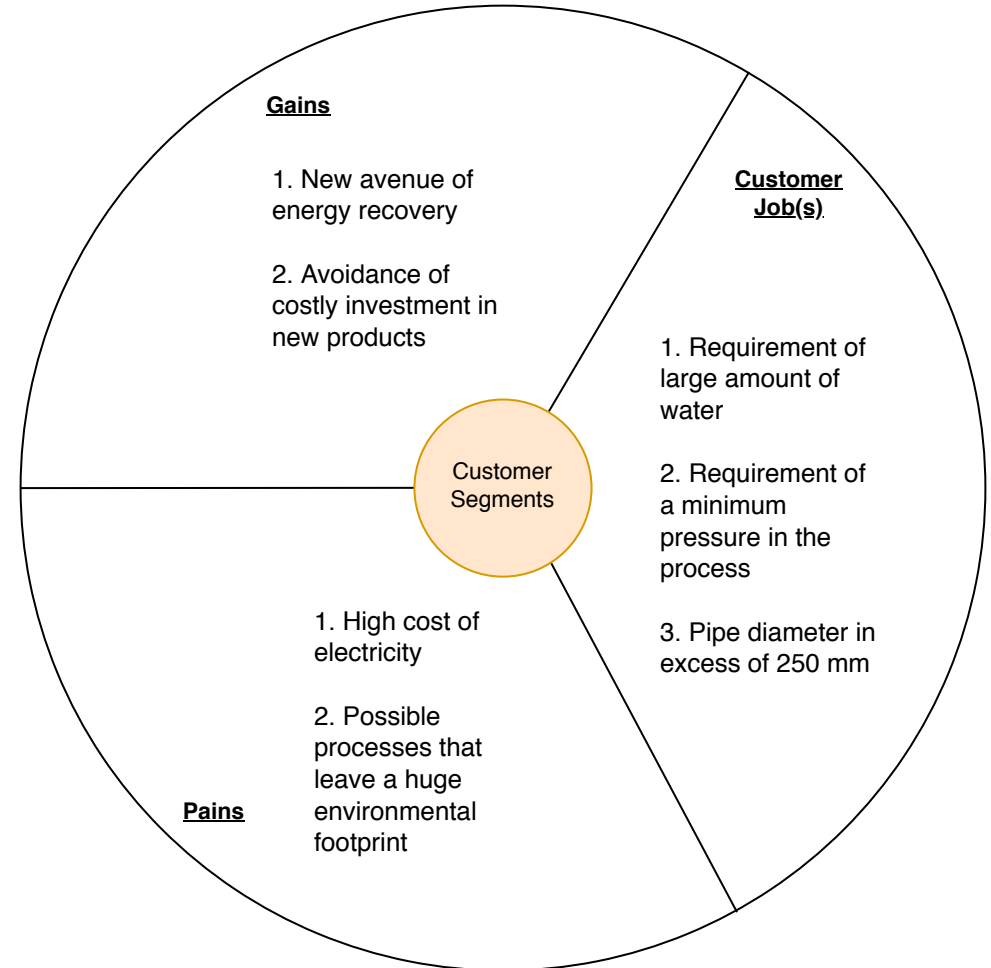 Gains
1. New avenue of
energy recovery
2. Avoidance of
costly investment in
new products
Customer
Job(s)
1. Requirement of
large amount of
water
2. Requirement of
a minimum
pressure in the
process
3. Pipe diameter in
excess of 250 mm
Customer
Segments
1. High cost of
electricity
2. Possible
processes that
leave a huge
environmental
footprint
Pains